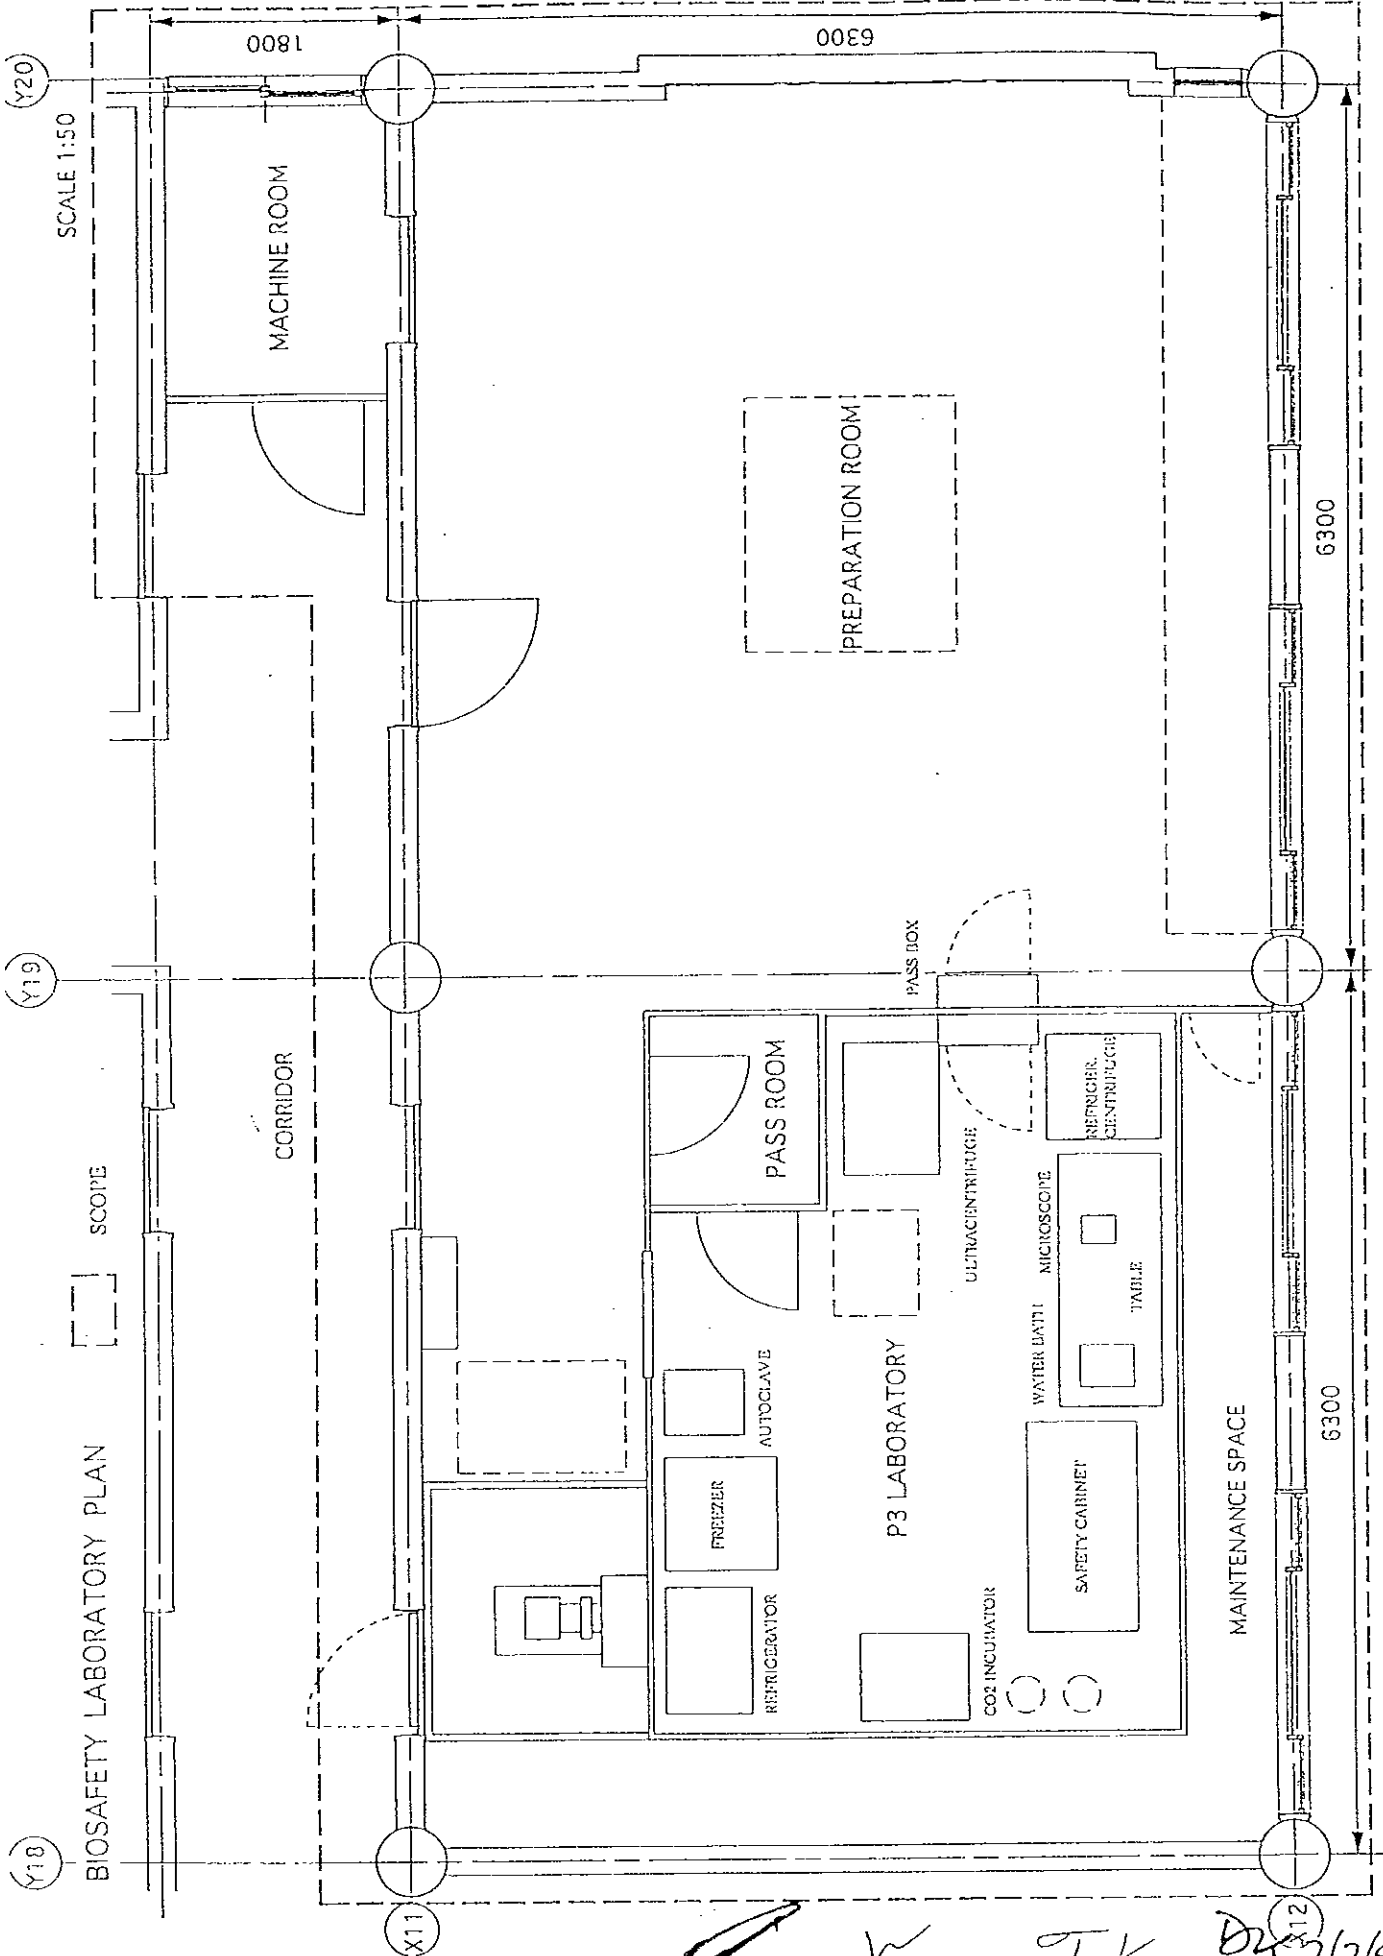 BIOSAFETY LABORATORY PLAN
SCOPE
SCALE 1:50
Y18
Y19
Y20
CORRIDOR
MACHINE ROOM
1800
X11
6300
PASS ROOM
PREPARATION ROOM
REFRIGERATOR
FREEZER
AUTOCLAVE
P3 LABORATORY
PASS BOX
ULTRACENTRIFUGE
CO2 INCUBATOR
SAFETY CABINET
WATER BATH
MICROSCOPE
TABLE
REFRIGER.
CENTRIFUGE
MAINTENANCE SPACE
X12
6300
6300